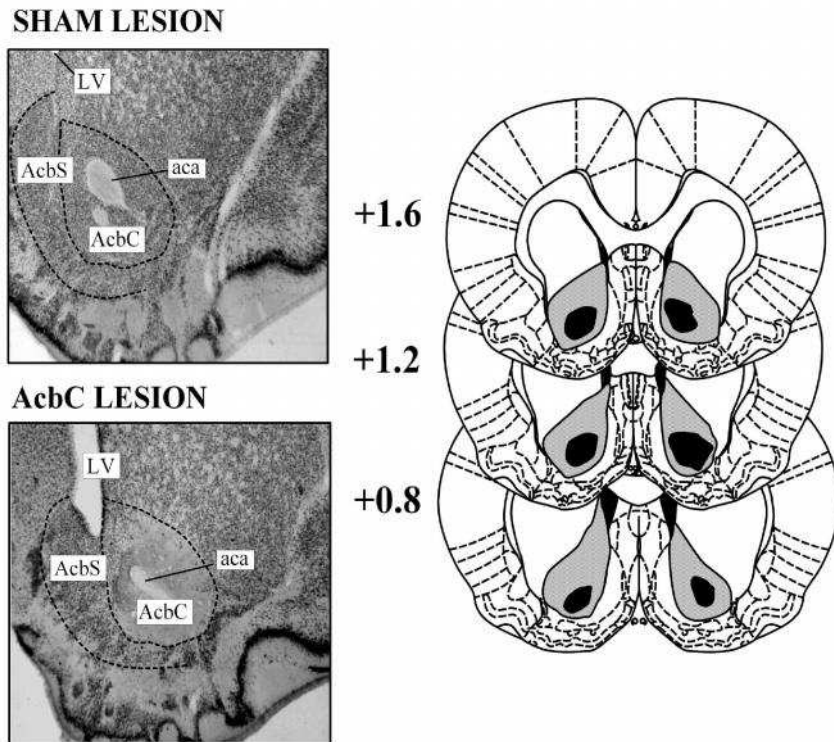 SHAM LESION
LV
AcbS
aca
AcbC
AcbC LESION
LV
AcbS
aca
AcbC
+1.6
+1.2
+0.8